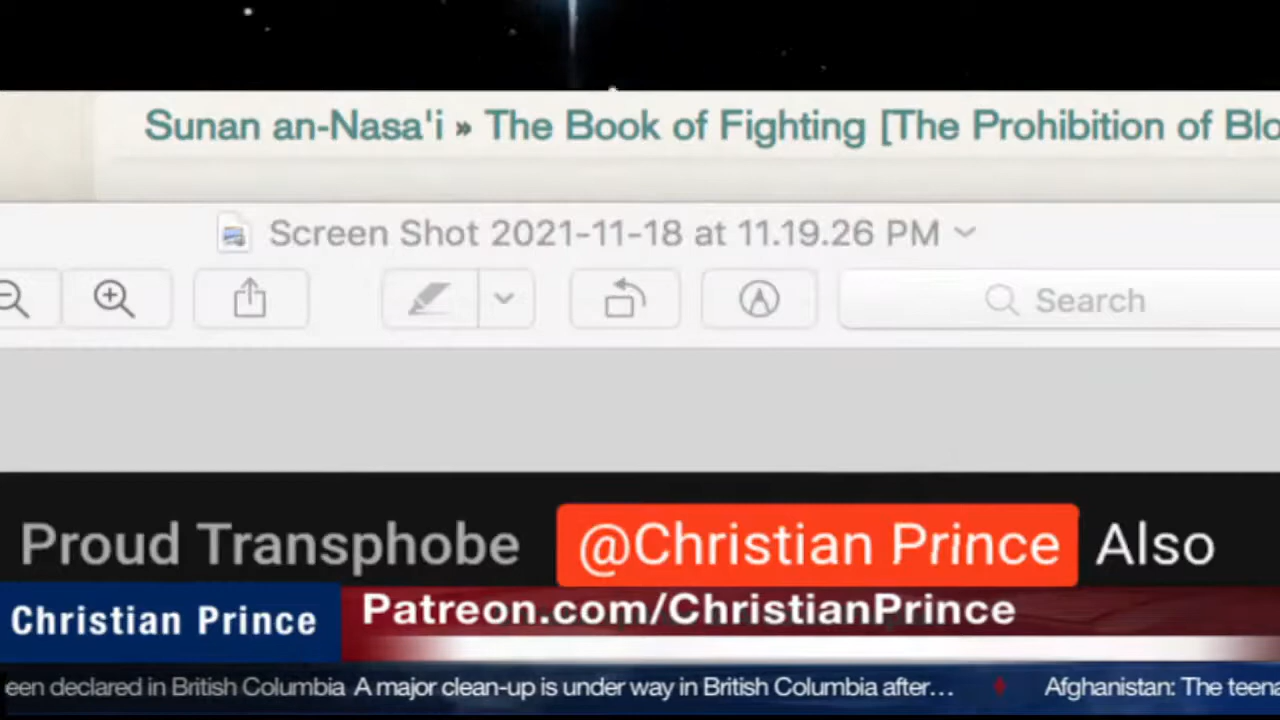 Sunan an-Nasa'i » The Book of Fighting [The Prohibition of
Screen Shot 2021-11-18 at 11.19.26 PM
Search
Proud Transphobe @Christian Prince Also
Christian Prince
Patreon.com/ChristianPrince
een declared in British Columbia A major clean-up is under way in British Columbia after… Afghanistan: The teena